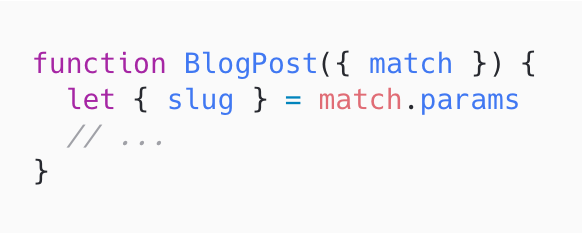 function BlogPost({ match }) {
  let { slug } = match.params
  // ...
}